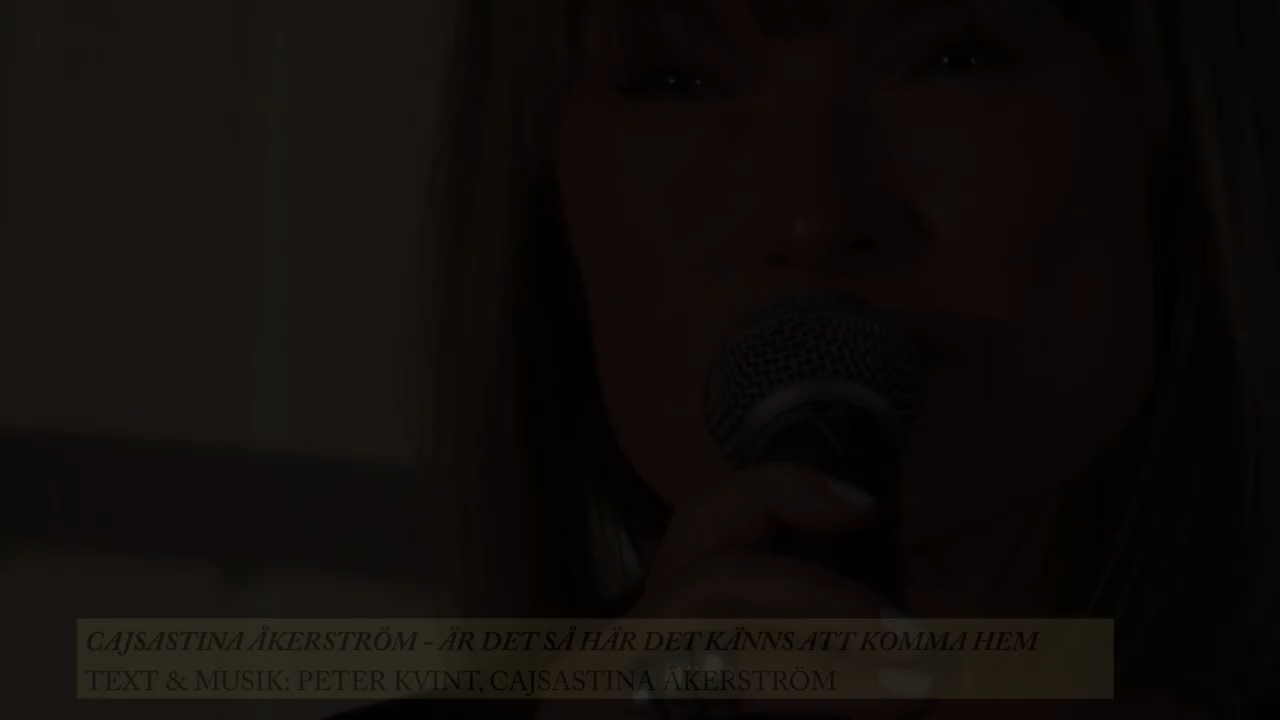 CAJSASTINA ÅKERSTRÖM - ÄR DET SÅ HÄR DET KÄNNS ATT KOMMA HEM
TEXT & MUSIK: PETER KVINT, CAJSASTINA ÅKERSTRÖM